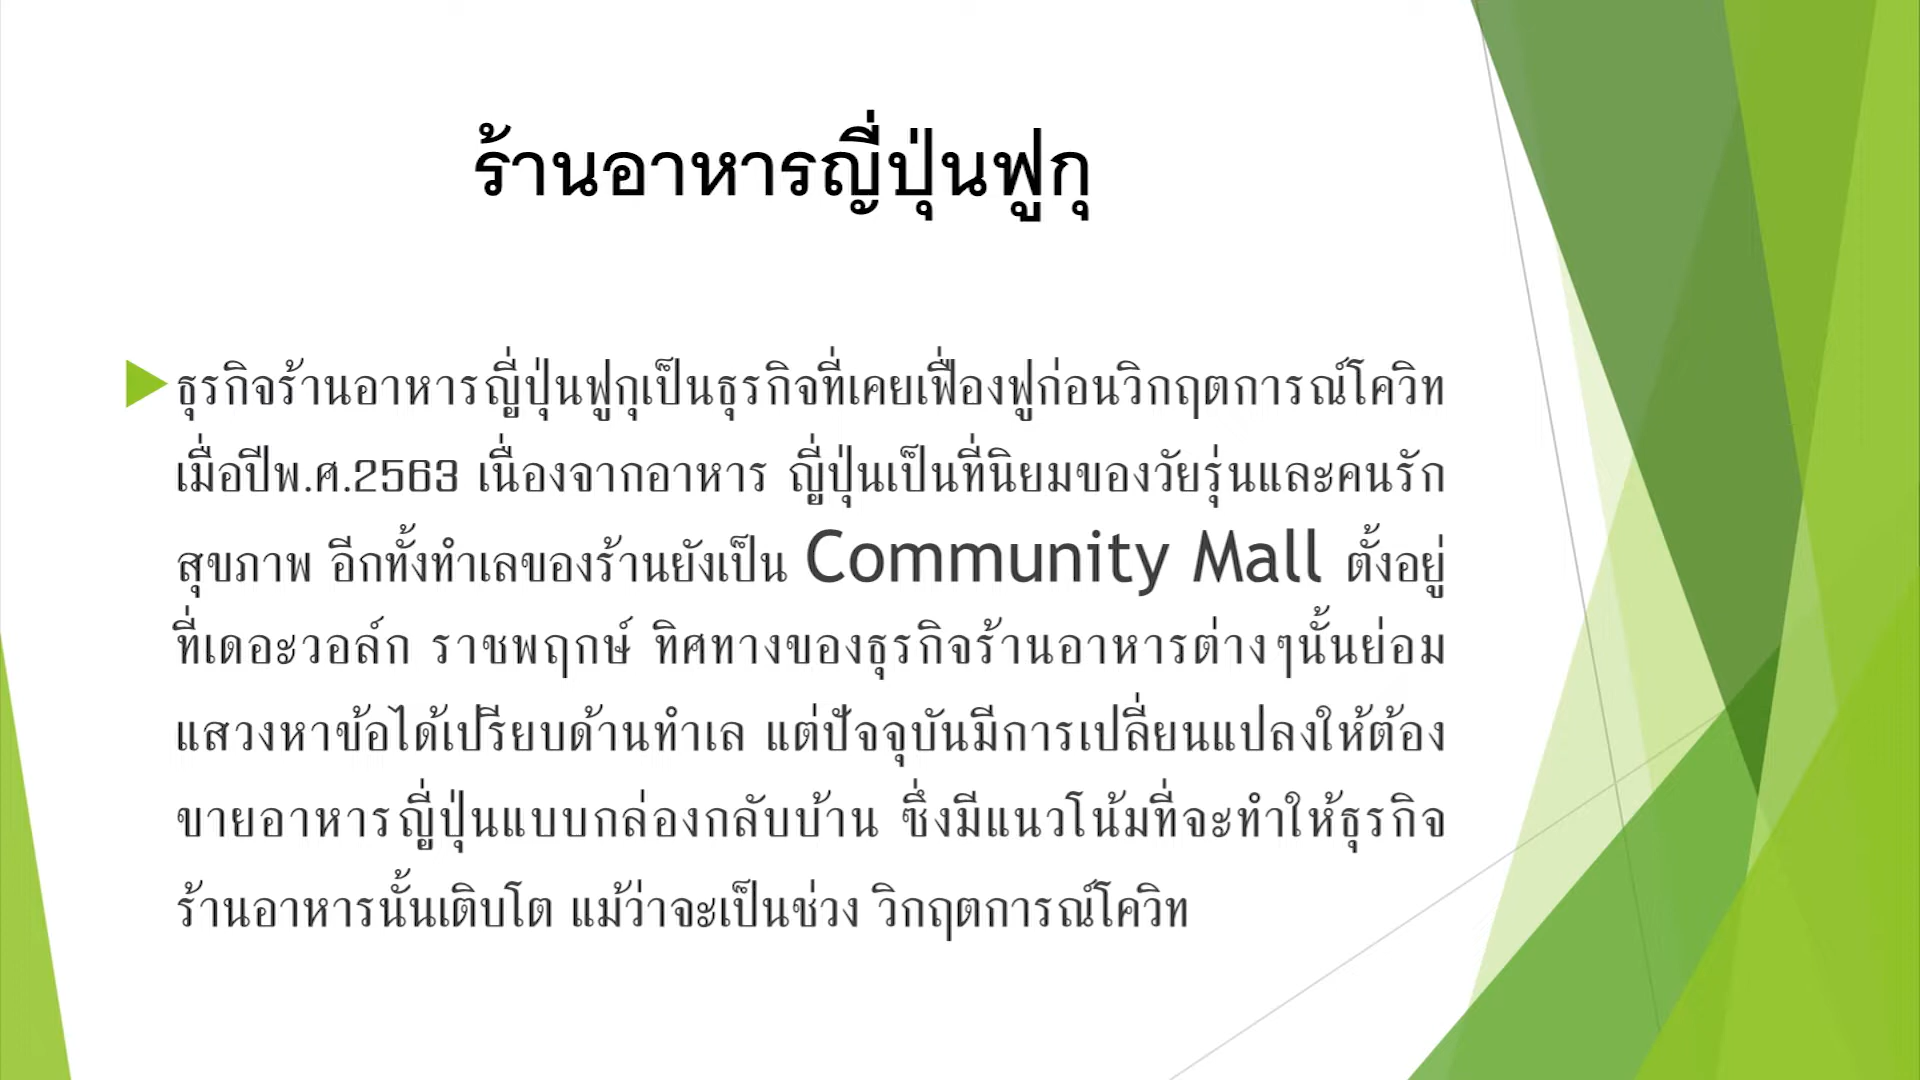 ร้านอาหารญี่ปุ่นฟูกุ
ธุรกิจร้านอาหารญี่ปุ่นฟูกุเป็นธุรกิจที่เคยเฟื่องฟูก่อนวิกฤตการณ์โควิท
เมื่อปีพ.ศ.2563 เนื่องจากอาหาร ญี่ปุ่นเป็นที่นิยมของวัยรุ่นและคนรัก
สุขภาพ อีกทั้งทำเลของร้านยังเป็น Community Mall ตั้งอยู่
ที่เดอะวอล์ก ราชพฤกษ์ ทิศทางของธุรกิจร้านอาหารต่างๆนั้นย่อม
แสวงหาข้อได้เปรียบด้านทำเล แต่ปัจจุบันมีการเปลี่ยนแปลงให้ต้อง
ขายอาหารญี่ปุ่นแบบกล่องกลับบ้าน ซึ่งมีแนวโน้มที่จะทำให้ธุรกิจ
ร้านอาหารนั้นเติบโต แม้ว่าจะเป็นช่วง วิกฤตการณ์โควิท